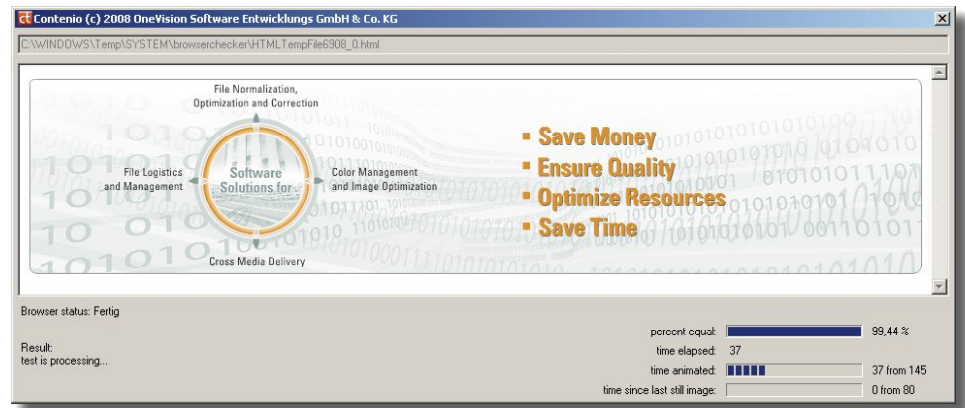 Contenio (c) 2008 OneVision Software Entwicklungs GmbH & Co. KG
C:\WINDOWS\Temp\SYSTEM\browserchecker\HTMLTempFile6908_0.html
File Normalization,
Optimization and Correction
File Logistics
and Management
Software
Solutions for
Color Management
and Image Optimization
Cross Media Delivery
▪ Save Money
▪ Ensure Quality
▪ Optimize Resources
▪ Save Time
Browser status: Fertig
Result:
test is processing...
percent equal: 99,44 %
time elapsed: 37
time animated: 37 from 145
time since last still image: 0 from 80